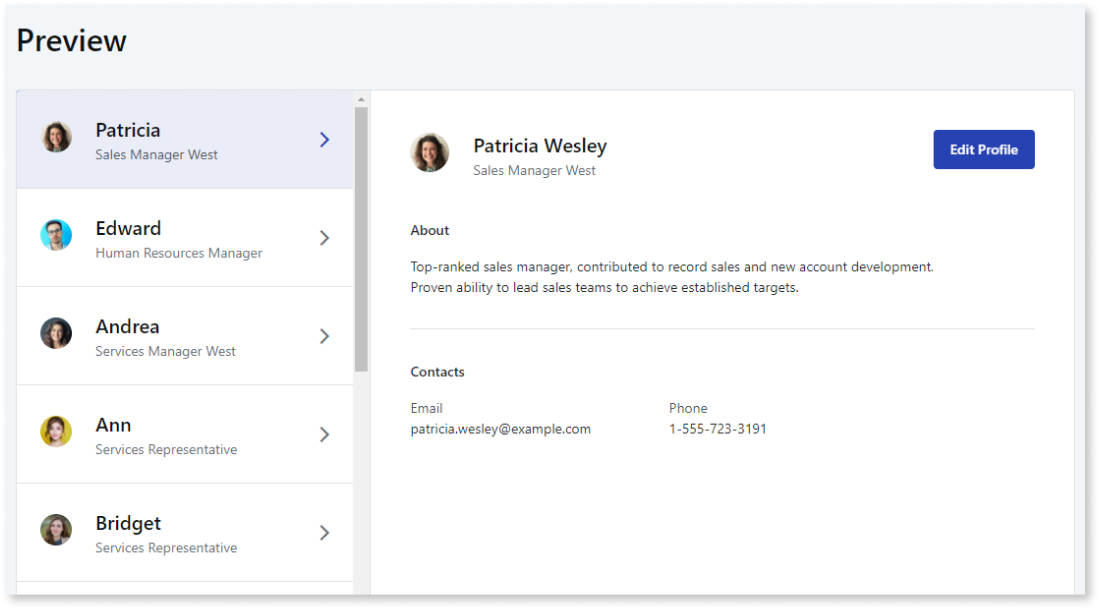 Preview
Patricia
Sales Manager West
Edward
Human Resources Manager
Andrea
Services Manager West
Ann
Services Representative
Bridget
Services Representative
Patricia Wesley
Sales Manager West
Edit Profile
About
Top-ranked sales manager, contributed to record sales and new account development.
Proven ability to lead sales teams to achieve established targets.
Contacts
Email
patricia.wesley@example.com
Phone
1-555-723-3191